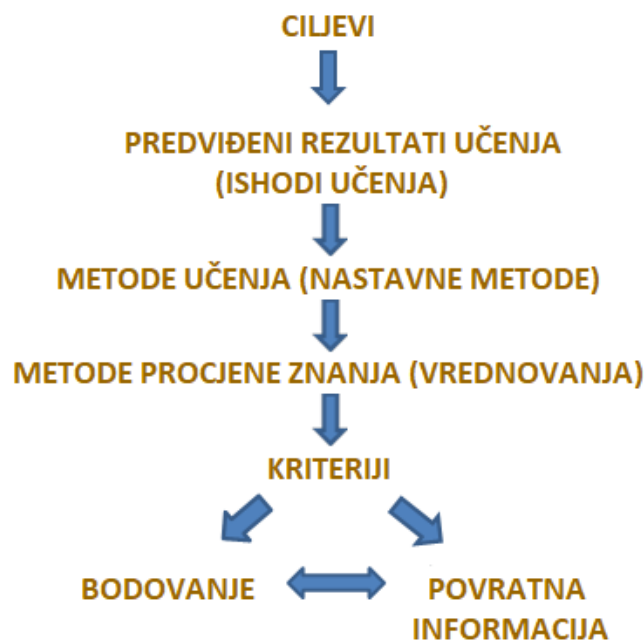 CILJEVI
PREDVIĐENI REZULTATI UČENJA
(ISHODI UČENJA)
METODE UČENJA (NASTAVNE METODE)
METODE PROCJENE ZNANJA (VREDNOVANJA)
KRITERIJI
BODOVANJE
POVRATNA
INFORMACIJA